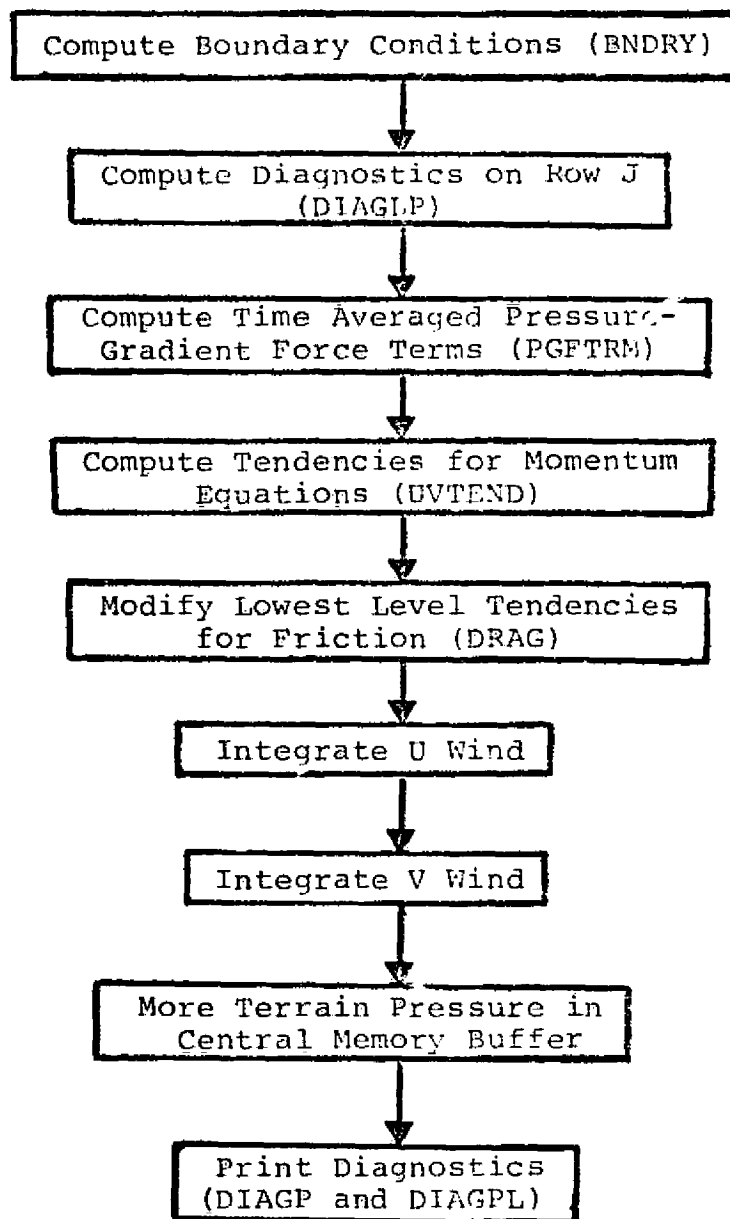 Compute Boundary Conditions (BNDRY)
Compute Diagnostics on Row J
(DIAGLP)
Compute Time Averaged Pressure-
Gradient Force Terms (PGFTRM)
Compute Tendencies for Momentum
Equations (UVTEND)
Modify Lowest Level Tendencies
for Friction (DRAG)
Integrate U Wind
Integrate V Wind
More Terrain Pressure in
Central Memory Buffer
Print Diagnostics
(DIAGP and DIAGPL)